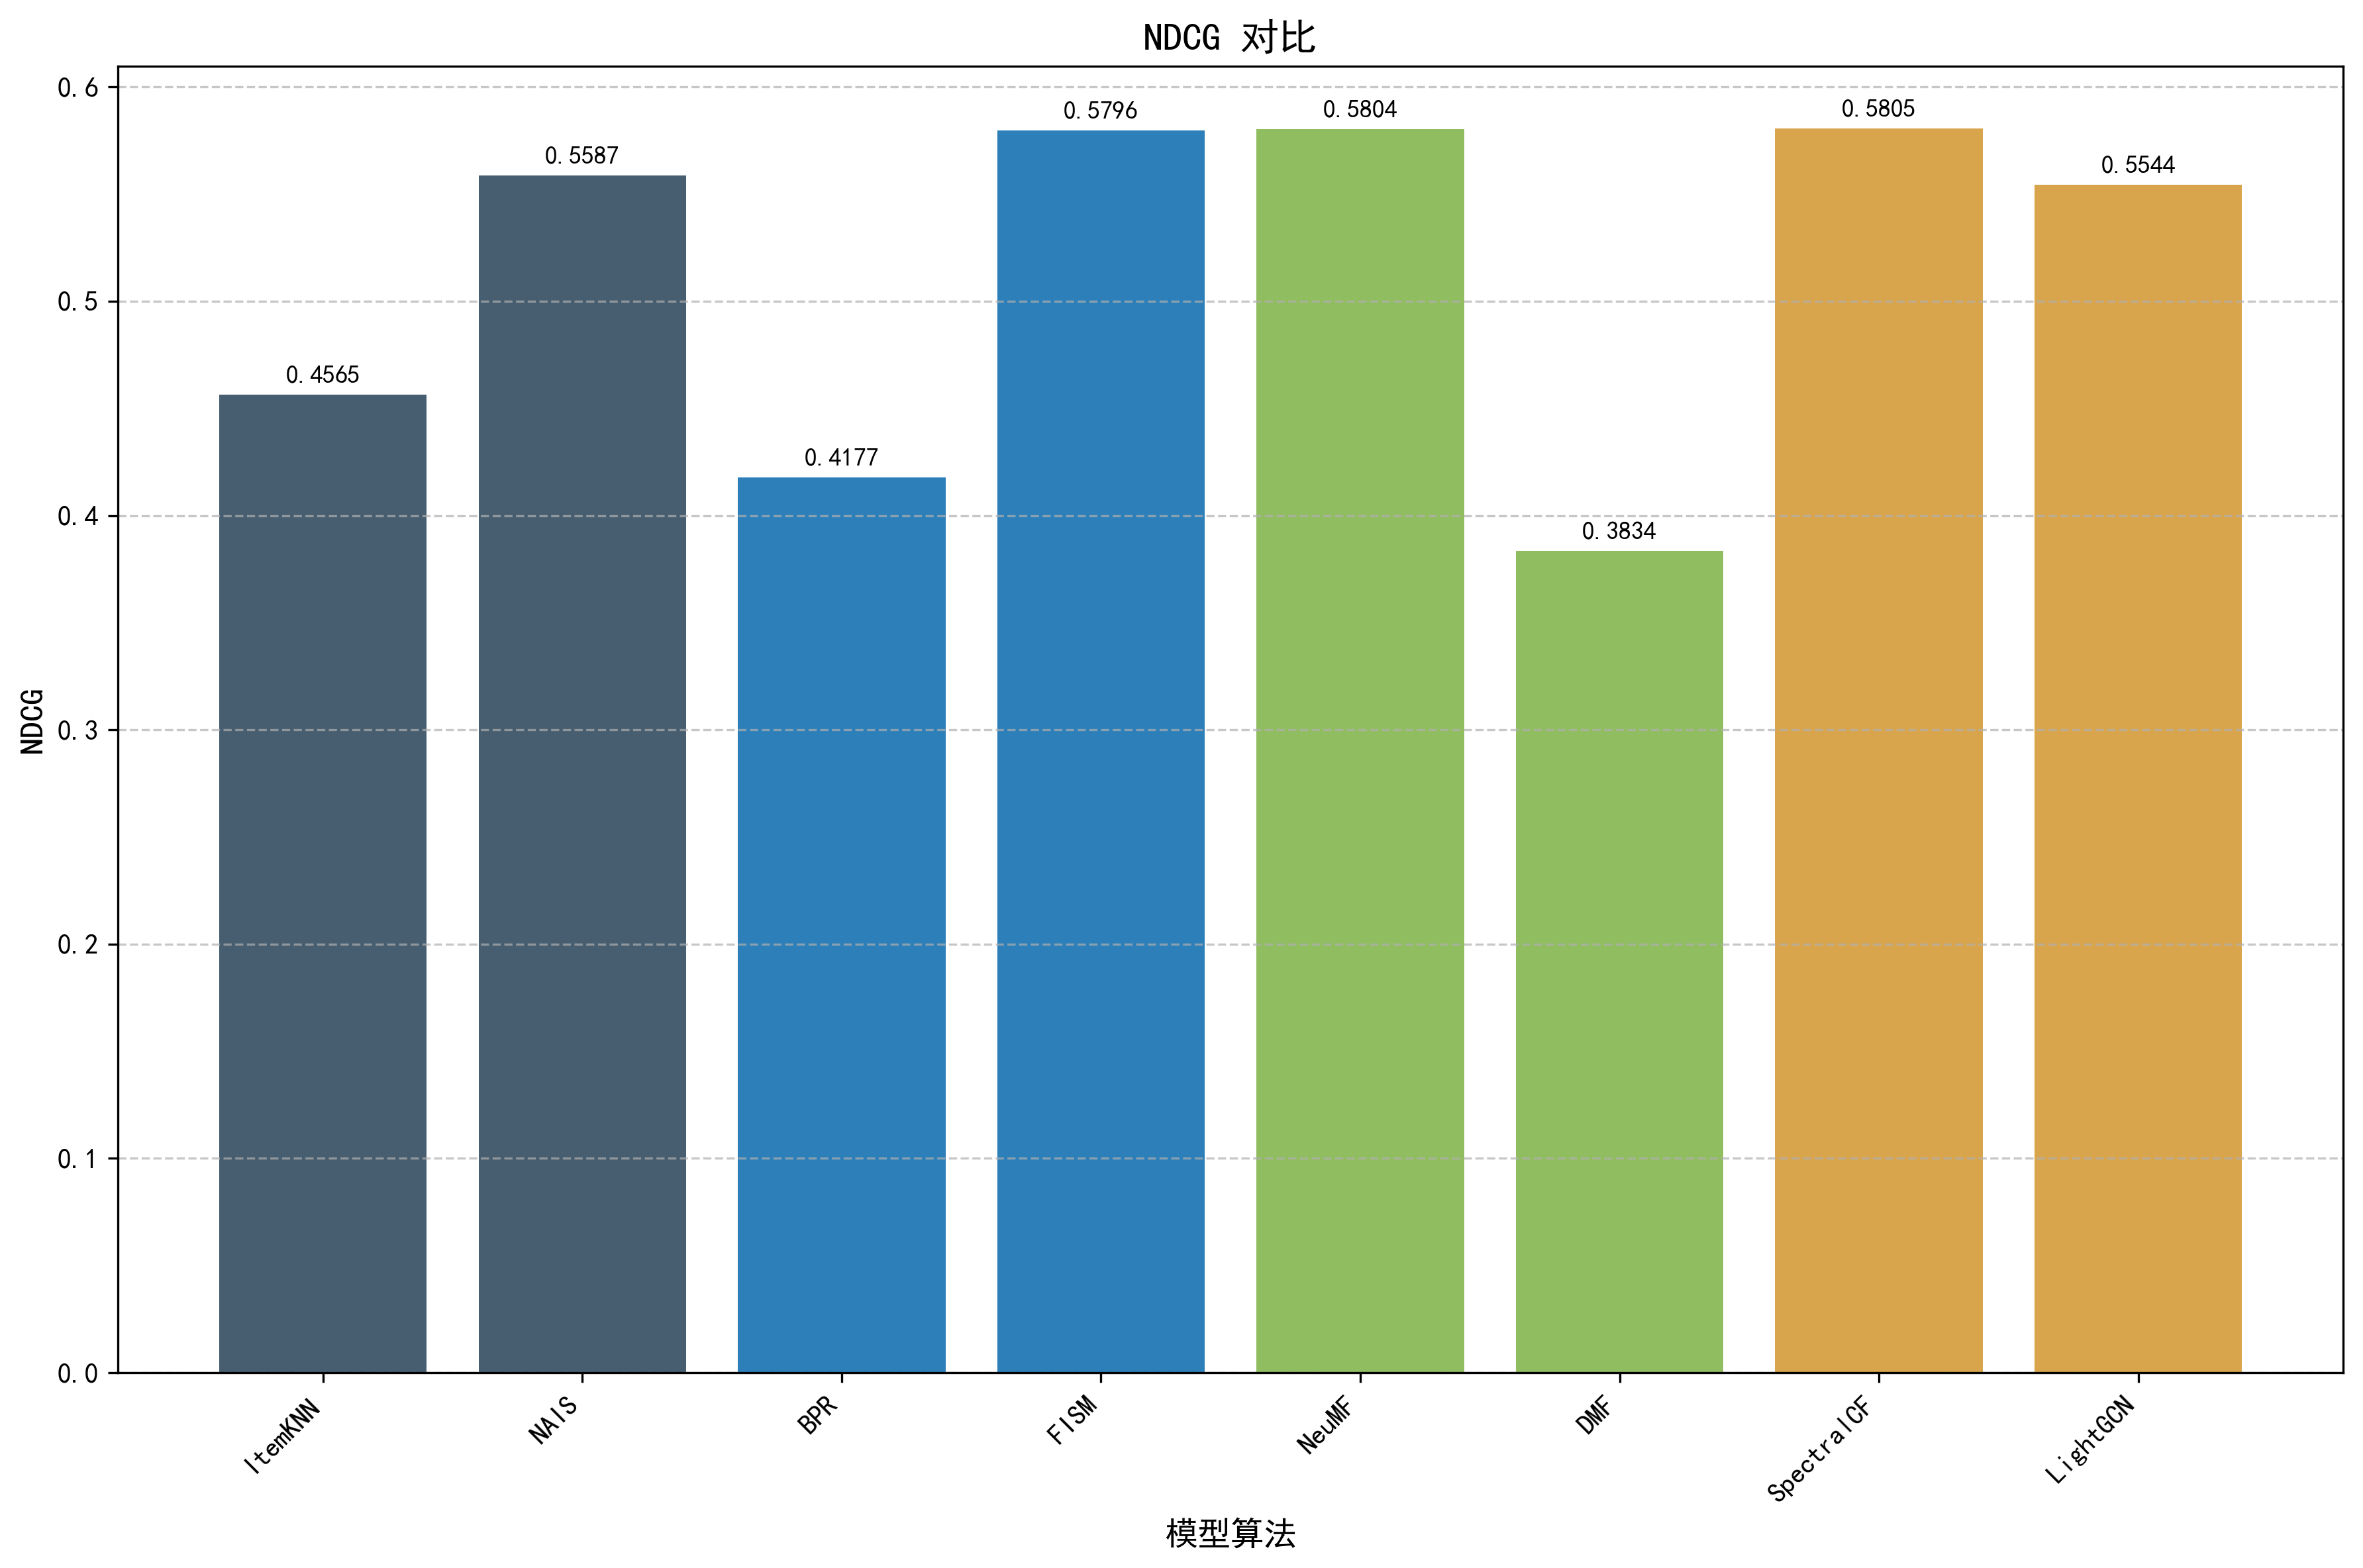 NDCG 对比
NDCG
0.6
0.5
0.4
0.3
0.2
0.1
0.0
0.4565
0.5587
0.4177
0.5796
0.5804
0.3834
0.5805
0.5544
ItemKNN
NAIS
BPR
FISM
NeuMF
DMF
SpectralCF
LightGCN
模型算法